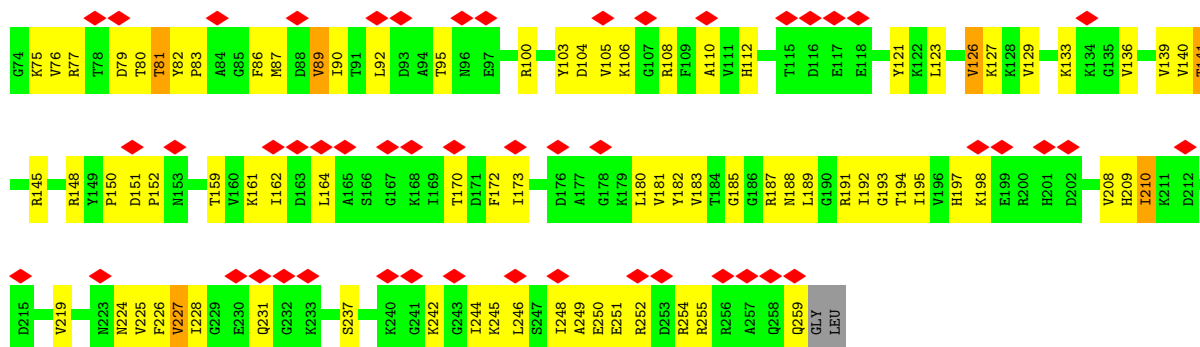 G74 K75 V76 R77 T78 D79 T80 T81 Y82 P83 A84 G85 F86 M87 D88 V89 I90 T91 L92 D93 A94 T95 N96 E97 R100 Y103 D104 V105 K106 G107 R108 F109 A110 V111 H112 T115 D116 E117 E118 Y121 K122 L123 V126 K127 K128 V129 K133 K134 G135 V136 V139 V140 T141
R145 R148 Y149 P150 D151 P152 N153 T159 V160 K161 I162 D163 L164 A165 S166 G167 K168 I169 T170 D171 F172 I173 D176 A177 G178 K179 L180 V181 Y182 V183 T184 G185 G186 R187 N188 L189 G190 R191 I192 G193 T194 I195 V196 H197 K198 E199 R200 H201 D202 V208 H209 I210 K211 D212
D215 V219 N223 N224 V225 F226 V227 I228 G229 E230 Q231 G232 K233 S237 K240 G241 K242 G243 I244 K245 L246 S247 I248 A249 E250 E251 R252 D253 R254 R255 R256 A257 Q258 Q259 GLY LEU